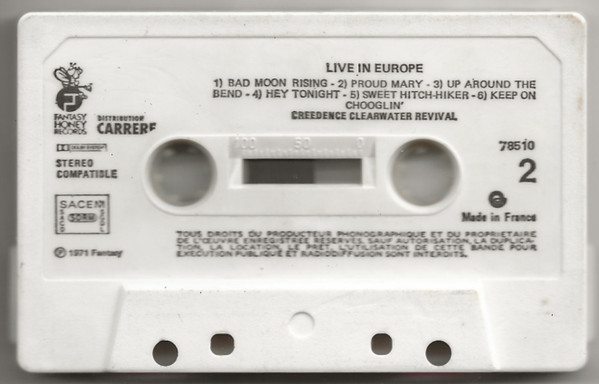 LIVE IN EUROPE
1) BAD MOON RISING - 2) PROUD MARY - 3) UP AROUND THE
BEND - 4) HEY TONIGHT - 5) SWEET HITCH-HIKER - 6) KEEP ON
CHOOGLIN'
CREEDENCE CLEARWATER REVIVAL
FANTASY
HONEY
RECORDS
DISTRIBUTION
CARRERE
DOLBY SYSTEM
STEREO
COMPATIBLE
100 50 0
78510
2
SACEM
SACD SDRM SGDL
Made in France
℗ 1971 Fantasy
TOUS DROITS DU PRODUCTEUR PHONOGRAPHIQUE ET DU PROPRIETAIRE
DE L'ŒUVRE ENREGISTREE RESERVES, SAUF AUTORISATION, LA DUPLICA-
TION, LA LOCATION, LE PRET, L'UTILISATION DE CETTE BANDE POUR
EXECUTION PUBLIQUE ET RADIODIFFUSION SONT INTERDITS.